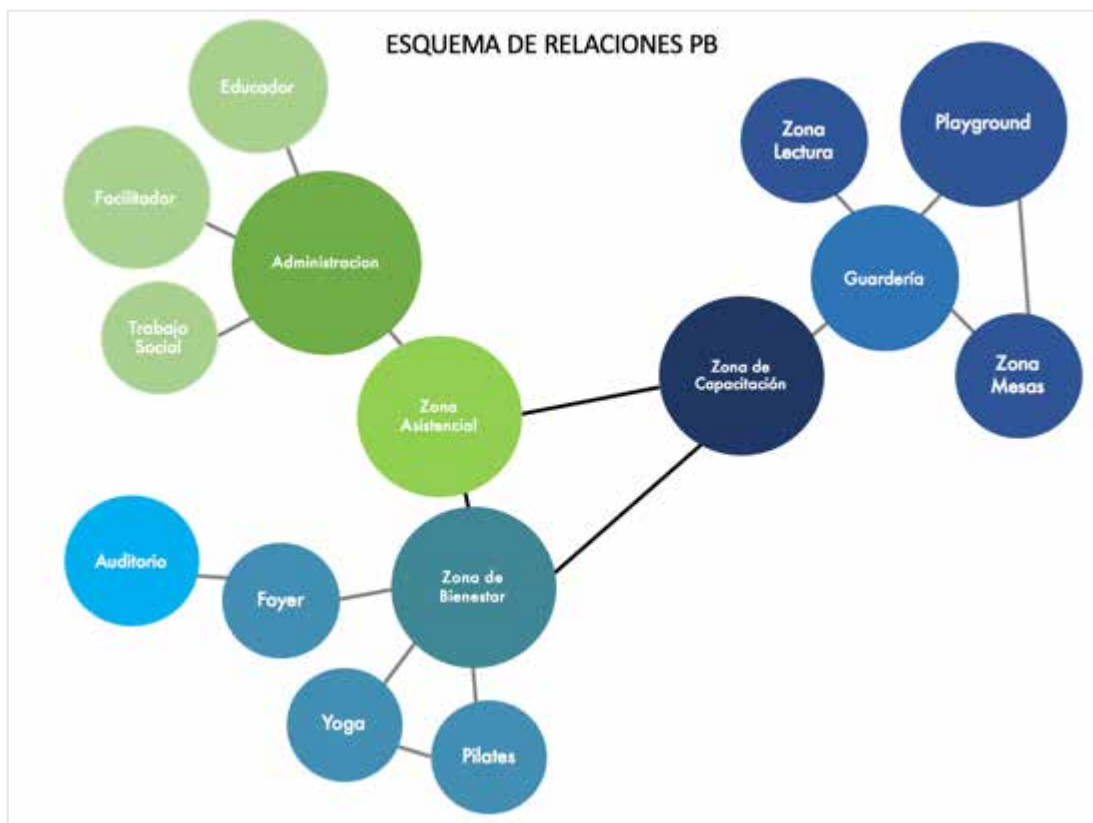 ESQUEMA DE RELACIONES PB
Educador
Facilitador
Administracion
Trabajo
Social
Zona
Asistencial
Zona
Lectura
Playground
Guardería
Zona de
Capacitación
Zona
Mesas
Auditorio
Foyer
Zona de
Bienestar
Yoga
Pilates